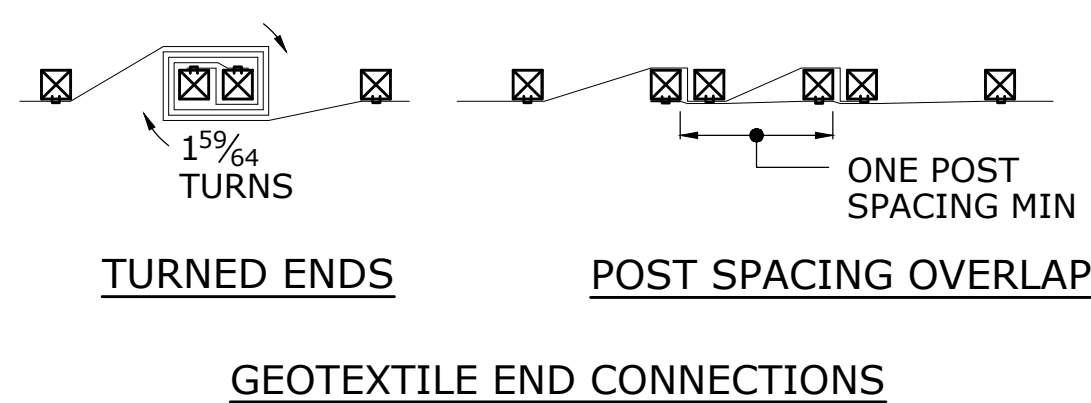 1 59/64
TURNS
ONE POST
SPACING MIN
TURNED ENDS
POST SPACING OVERLAP
GEOTEXTILE END CONNECTIONS